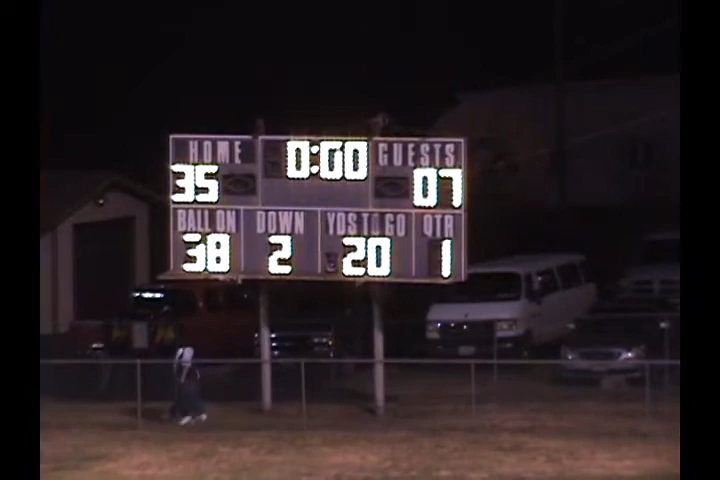 HOME 0:00 GUESTS
35 07
BALL ON DOWN YDS TO GO QTR
38 2 20 1